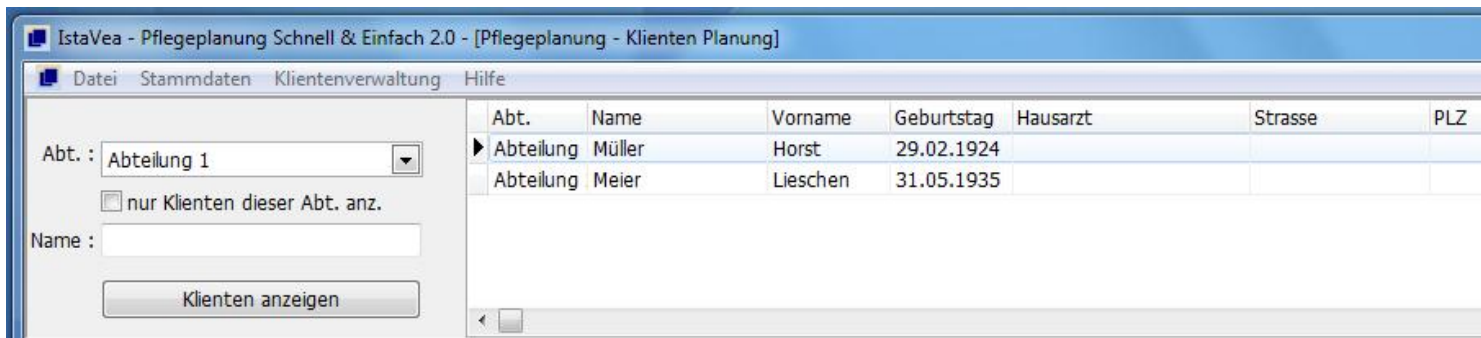 IstaVea - Pflegeplanung Schnell & Einfach 2.0 - [Pflegeplanung - Klienten Planung]
Datei Stammdaten Klientenverwaltung Hilfe
Abt. : Abteilung 1
nur Klienten dieser Abt. anz.
Name :
Klienten anzeigen
Abt. Name Vorname Geburtstag Hausarzt Strasse PLZ
Abteilung Müller Horst 29.02.1924
Abteilung Meier Lieschen 31.05.1935